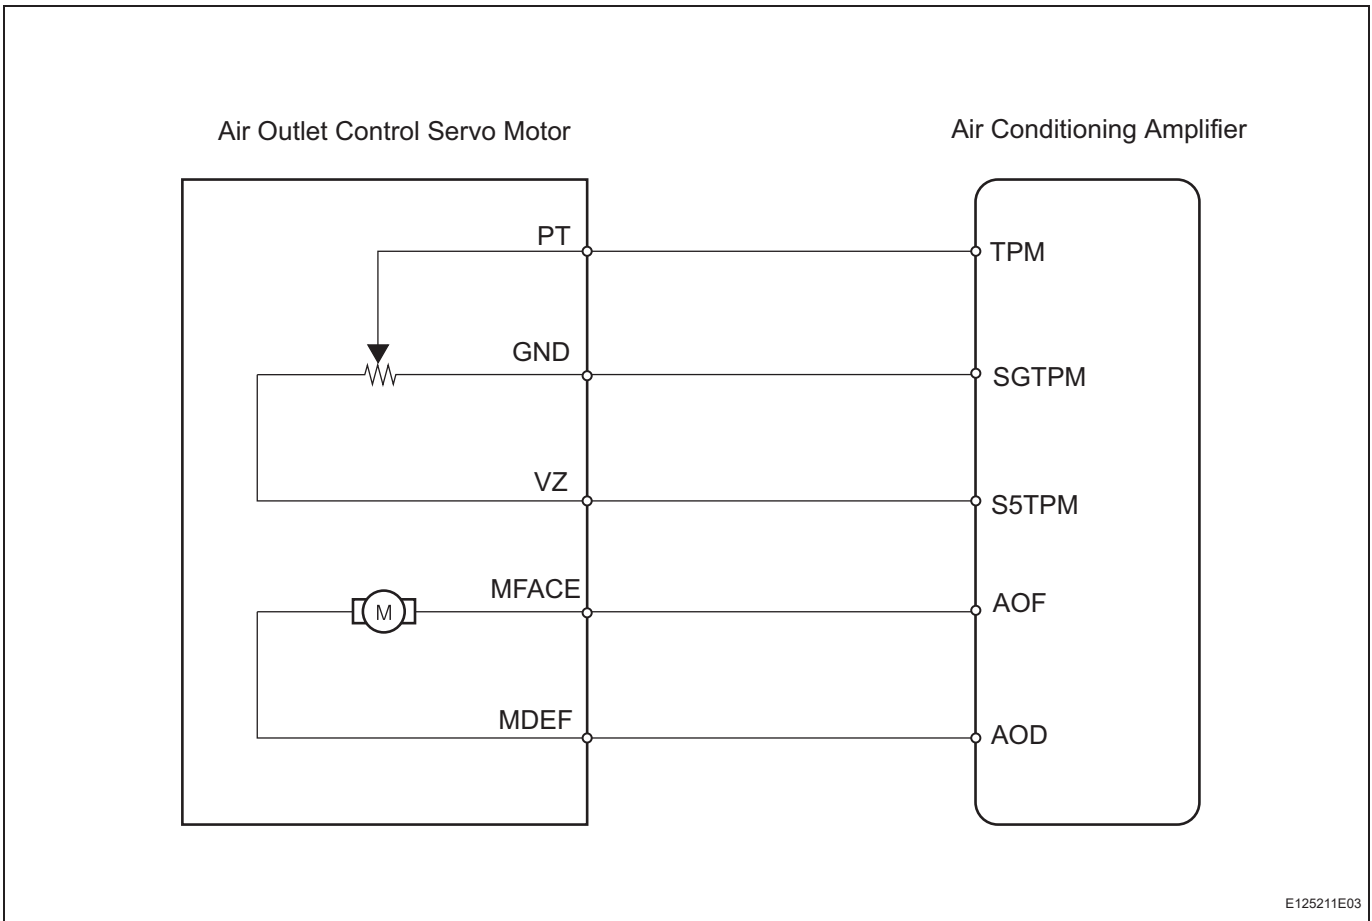 Air Outlet Control Servo Motor
Air Conditioning Amplifier
PT
TPM
GND
SGTPM
VZ
S5TPM
MFACE
AOF
M
MDEF
AOD
E125211E03